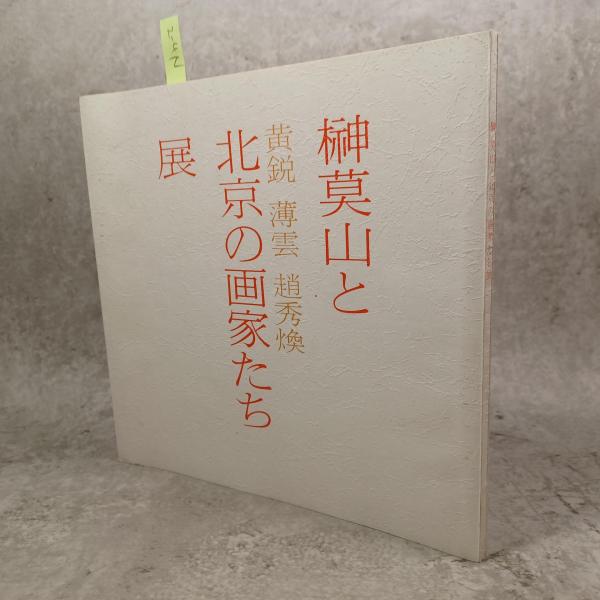 榊莫山と
黄鋭 薄雲 趙秀煥
北京の画家たち
展